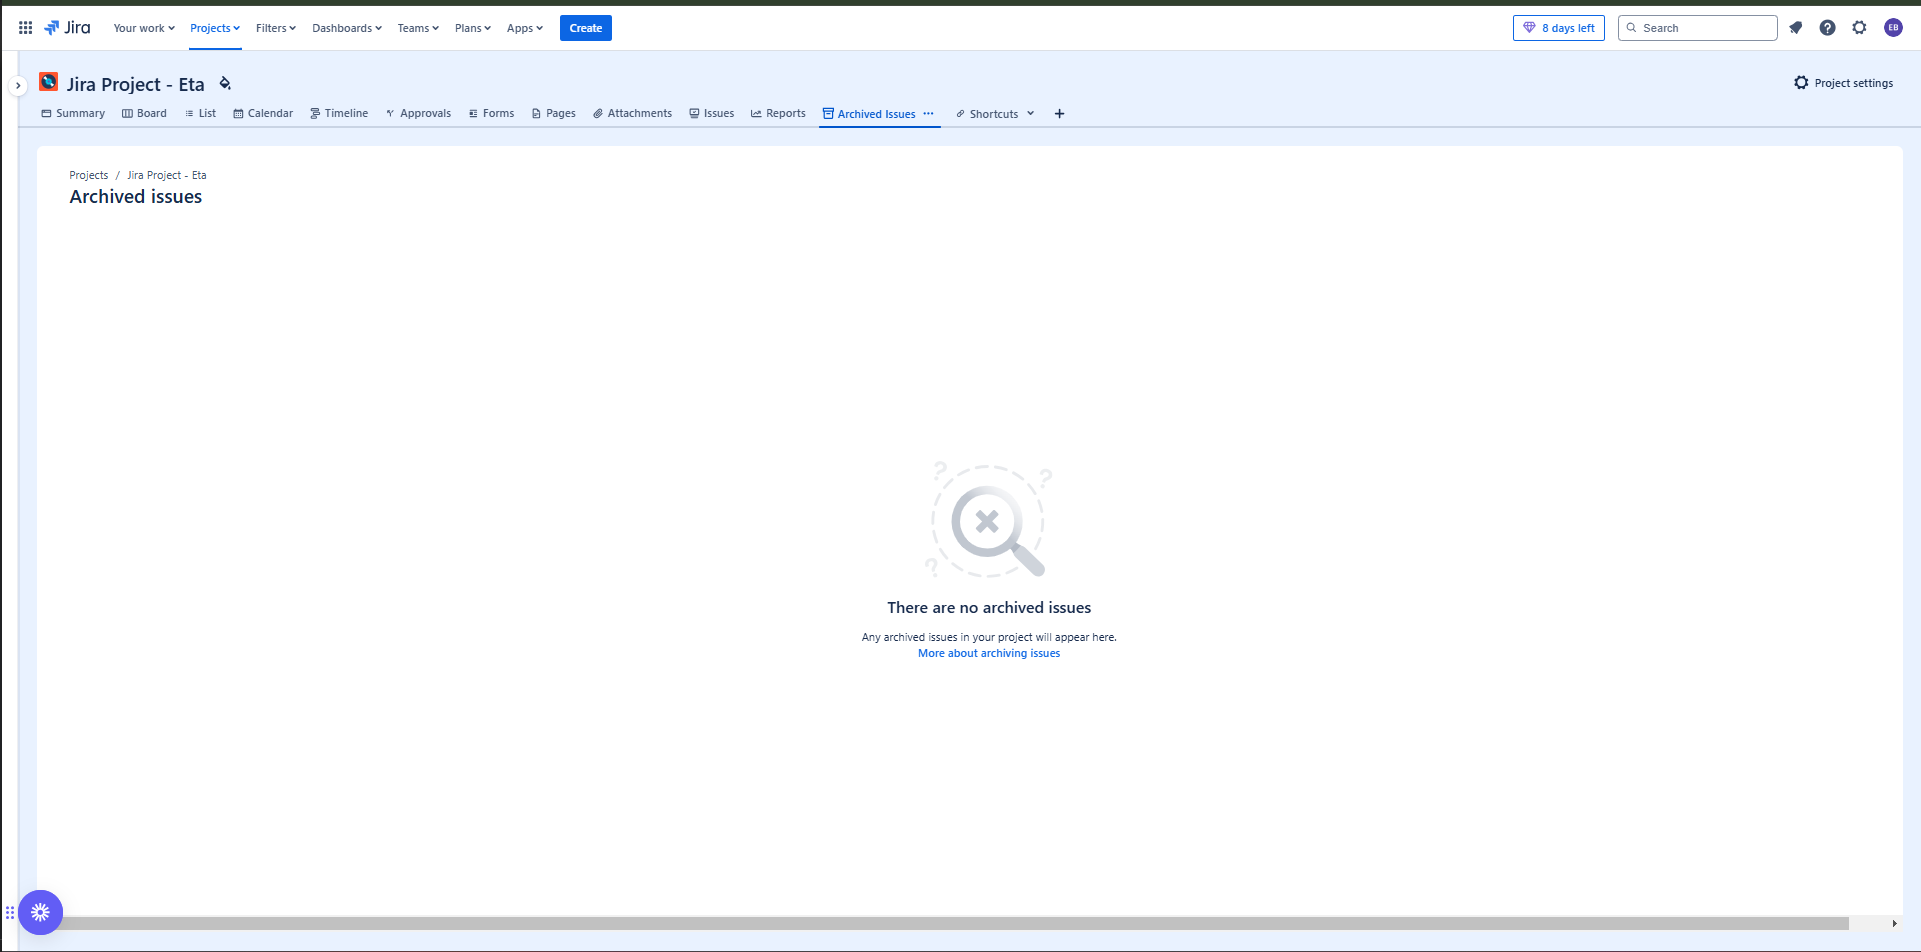 Jira Your work Projects Filters Dashboards Teams Plans Apps Create 8 days left Search EB
Jira Project - Eta Project settings
Summary Board List Calendar Timeline Approvals Forms Pages Attachments Issues Reports Archived Issues Shortcuts
Projects / Jira Project - Eta
Archived issues
? ?
?
There are no archived issues
Any archived issues in your project will appear here.
More about archiving issues